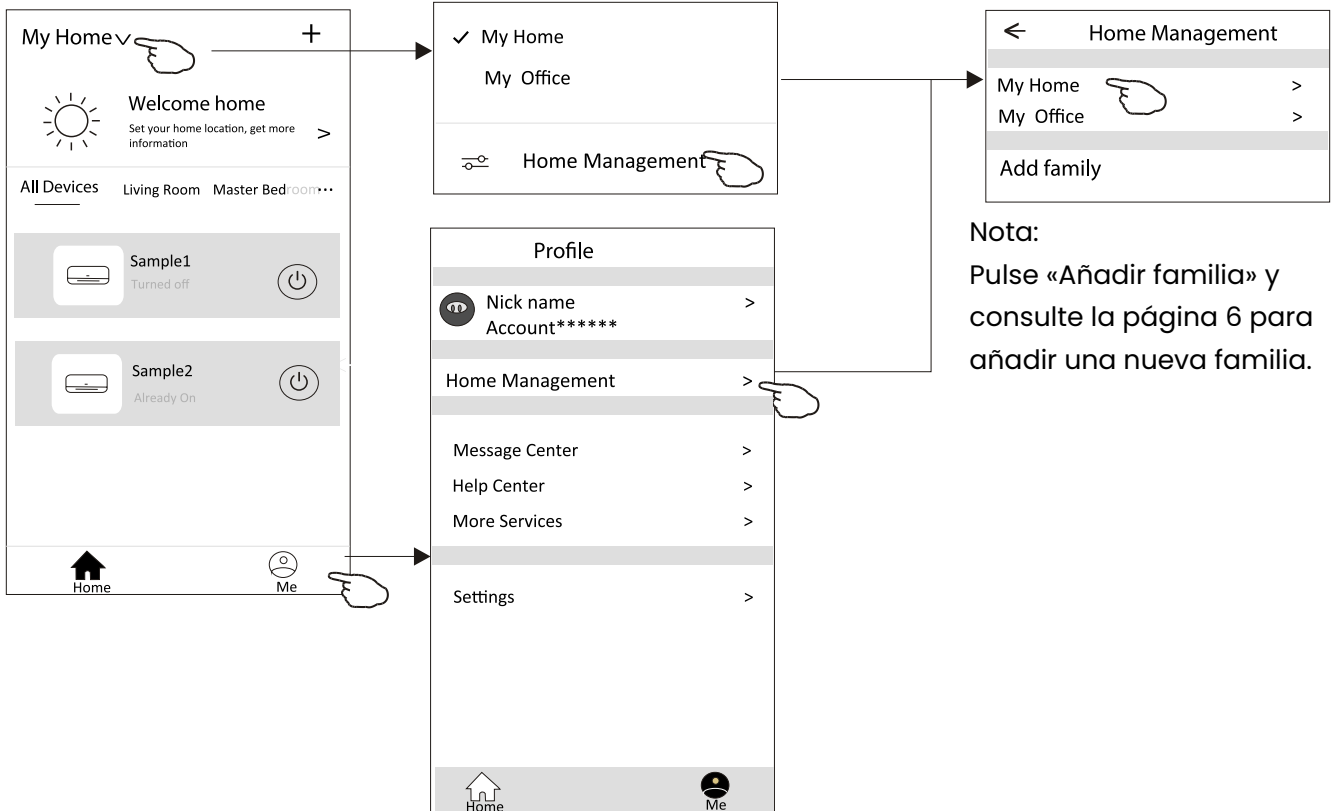 My Home
+
Welcome home
Set your home location, get more
information
>
All Devices Living Room Master Bedroom...
Sample1
Turned off
Sample2
Already On
Home Me
✓ My Home
My Office
Home Management
Profile
Nick name >
Account******
Home Management >
Message Center >
Help Center >
More Services >
Settings >
Home Me
← Home Management
My Home >
My Office >
Add family
Nota:
Pulse «Añadir familia» y
consulte la página 6 para
añadir una nueva familia.